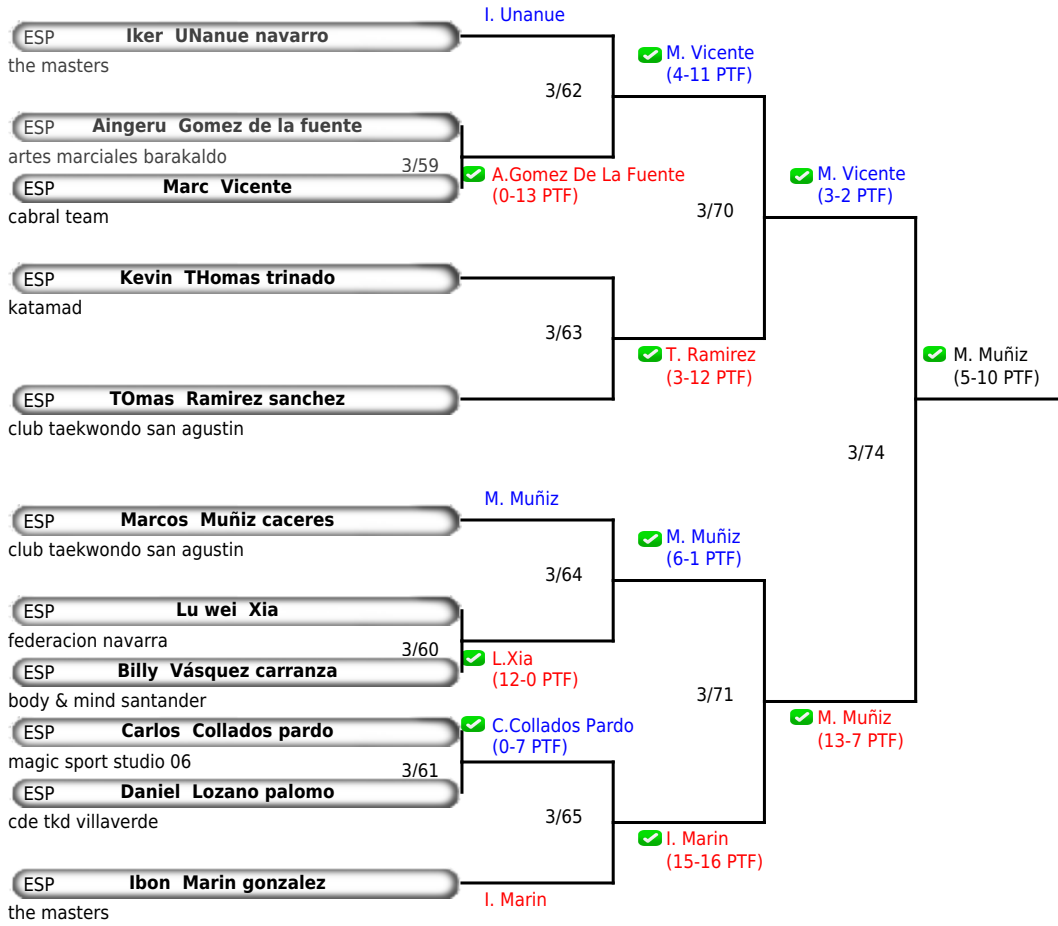 I. Unanue
ESP Iker UNanue navarro
the masters
M. Vicente
(4-11 PTF)
3/62
ESP Aingeru Gomez de la fuente
artes marciales barakaldo
3/59
A.Gomez De La Fuente
(0-13 PTF)
ESP Marc Vicente
cabral team
M. Vicente
(3-2 PTF)
3/70
ESP Kevin THomas trinado
katamad
3/63
T. Ramirez
(3-12 PTF)
M. Muñiz
(5-10 PTF)
ESP TOmas Ramirez sanchez
club taekwondo san agustin
3/74
M. Muñiz
ESP Marcos Muñiz caceres
club taekwondo san agustin
M. Muñiz
(6-1 PTF)
3/64
ESP Lu wei Xia
federacion navarra
3/60
L.Xia
(12-0 PTF)
ESP Billy Vásquez carranza
body & mind santander
3/71
M. Muñiz
(13-7 PTF)
ESP Carlos Collados pardo
magic sport studio 06
C.Collados Pardo
(0-7 PTF)
3/61
ESP Daniel Lozano palomo
cde tkd villaverde
3/65
I. Marin
(15-16 PTF)
ESP Ibon Marin gonzalez
the masters
I. Marin